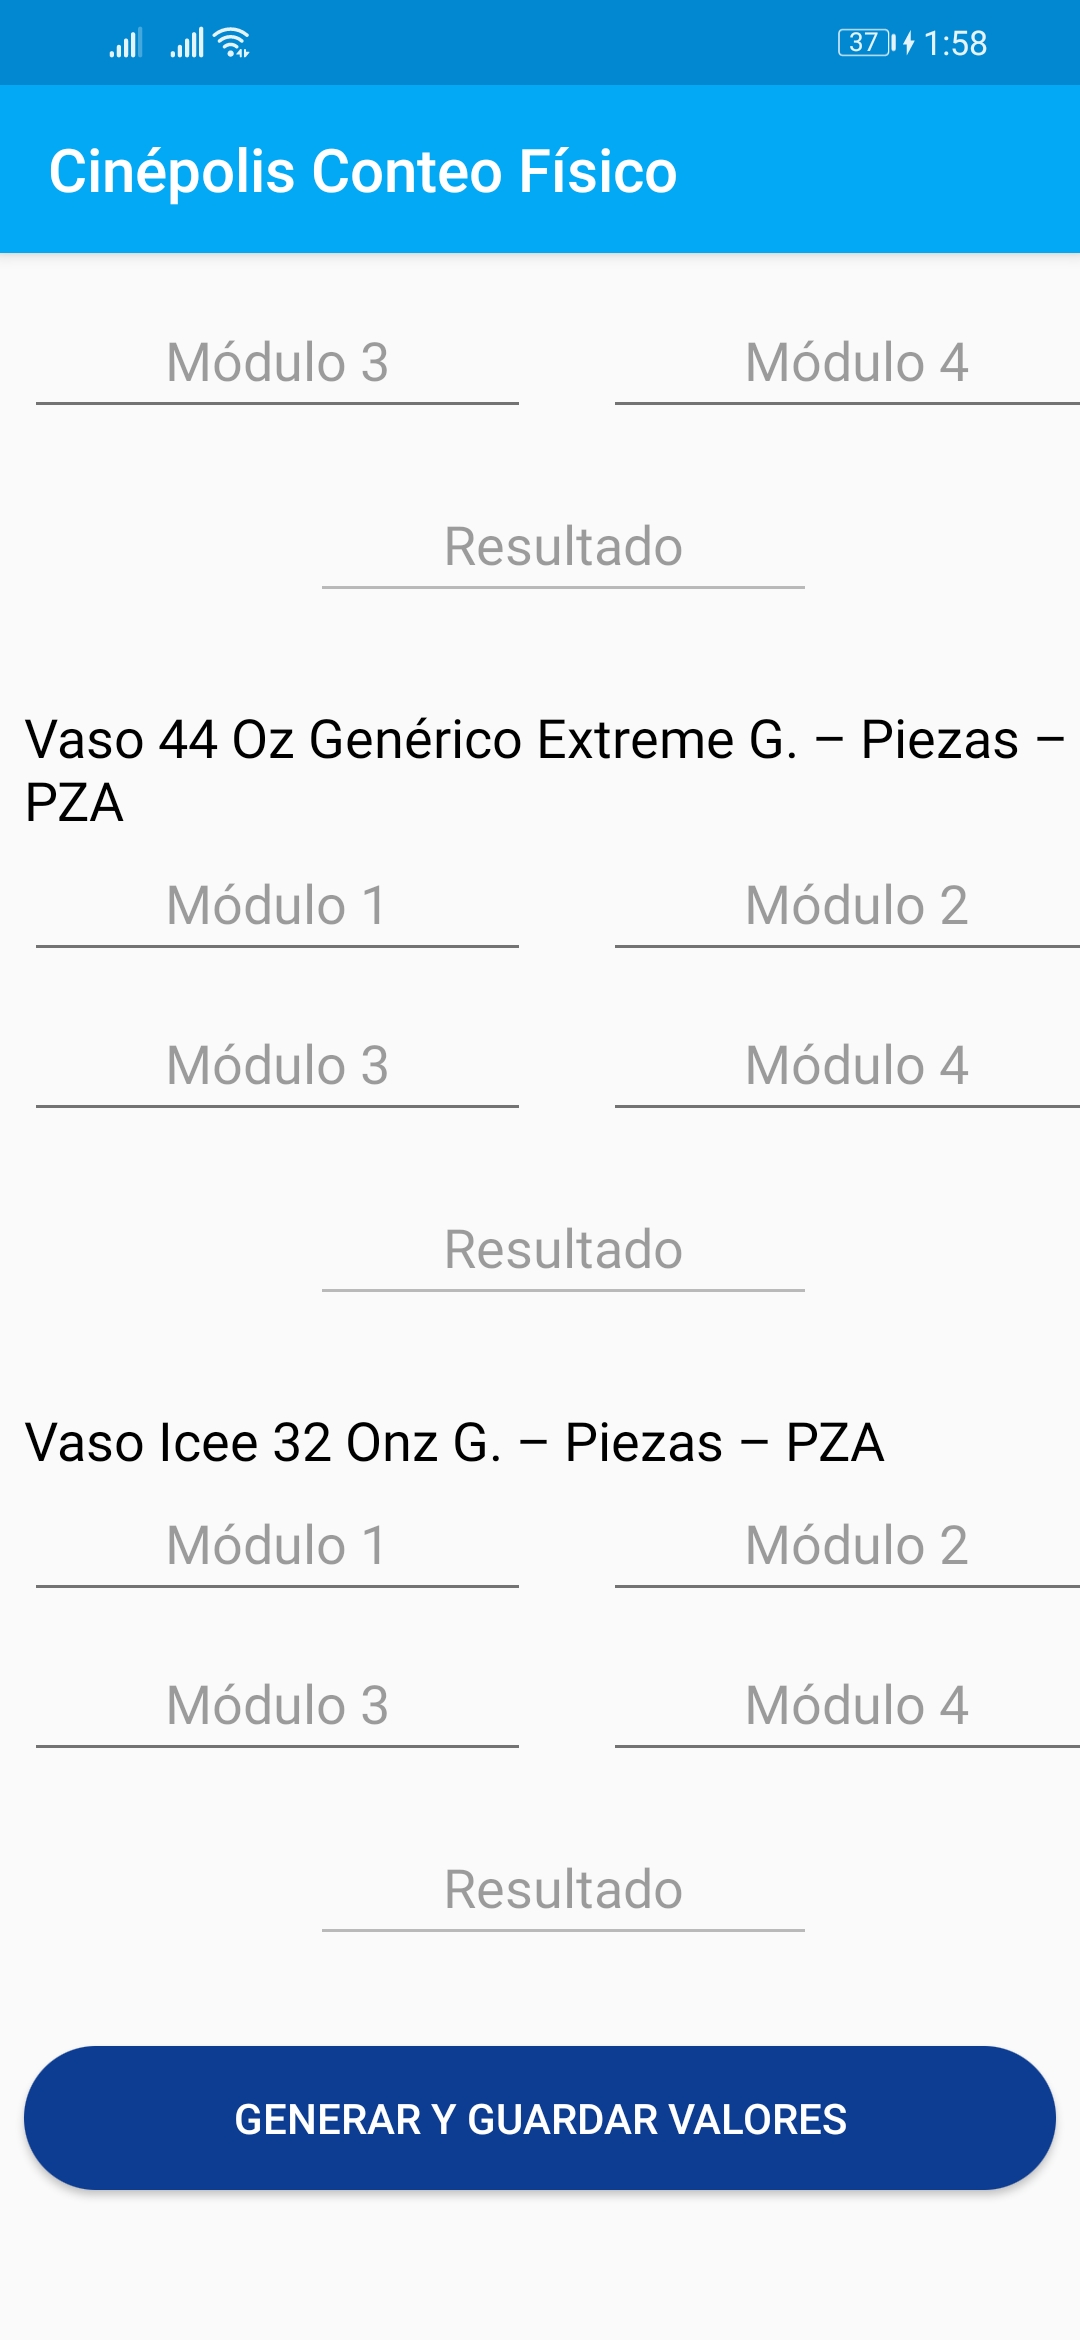 37 1:58
Cinépolis Conteo Físico
Módulo 3 Módulo 4
Resultado
Vaso 44 Oz Genérico Extreme G. – Piezas –
PZA
Módulo 1 Módulo 2
Módulo 3 Módulo 4
Resultado
Vaso Icee 32 Onz G. – Piezas – PZA
Módulo 1 Módulo 2
Módulo 3 Módulo 4
Resultado
GENERAR Y GUARDAR VALORES